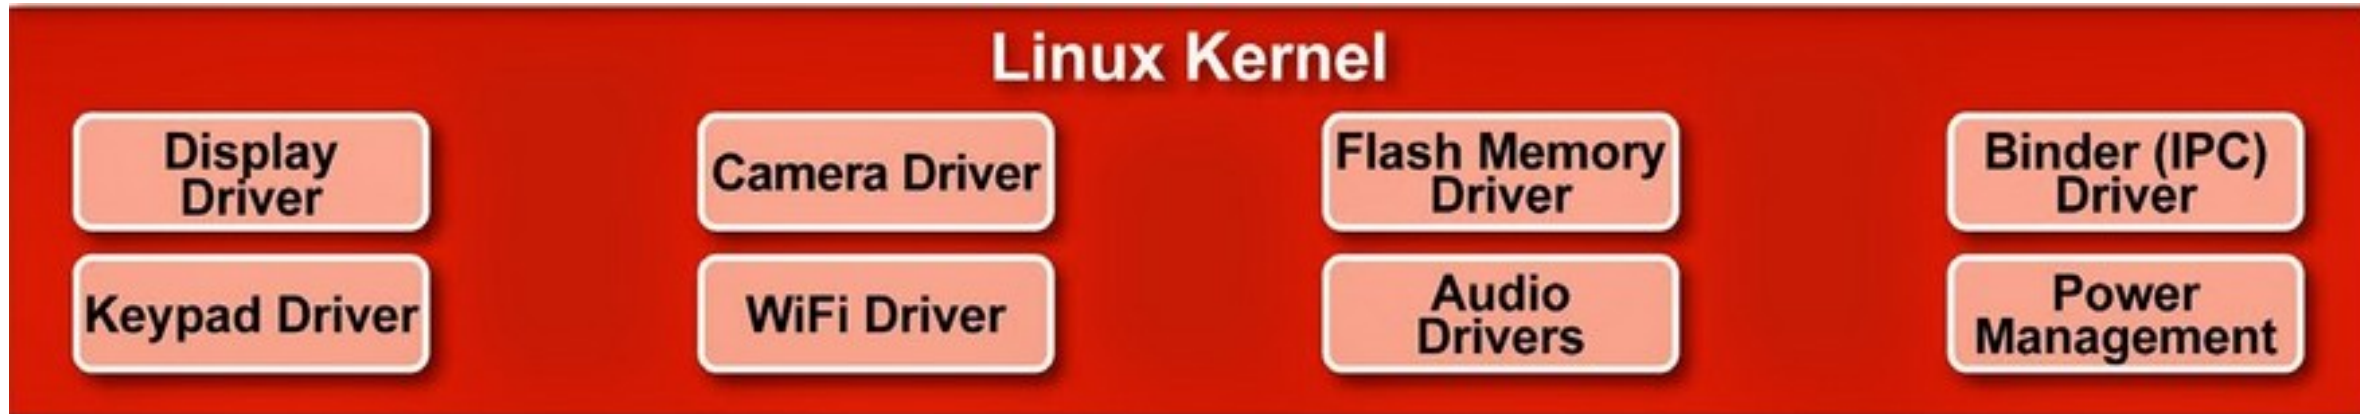 Linux Kernel
Display
Driver
Camera Driver
Flash Memory
Driver
Binder (IPC)
Driver
Keypad Driver
WiFi Driver
Audio
Drivers
Power
Management